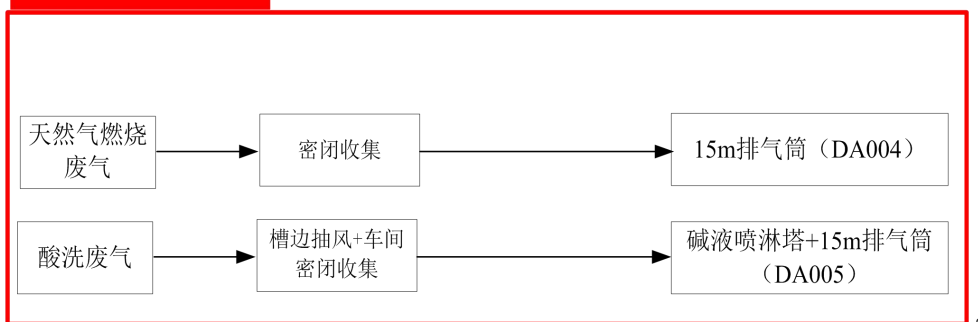 天然气燃烧
废气
密闭收集
15m排气筒（DA004）
酸洗废气
槽边抽风+车间
密闭收集
碱液喷淋塔+15m排气筒
（DA005）